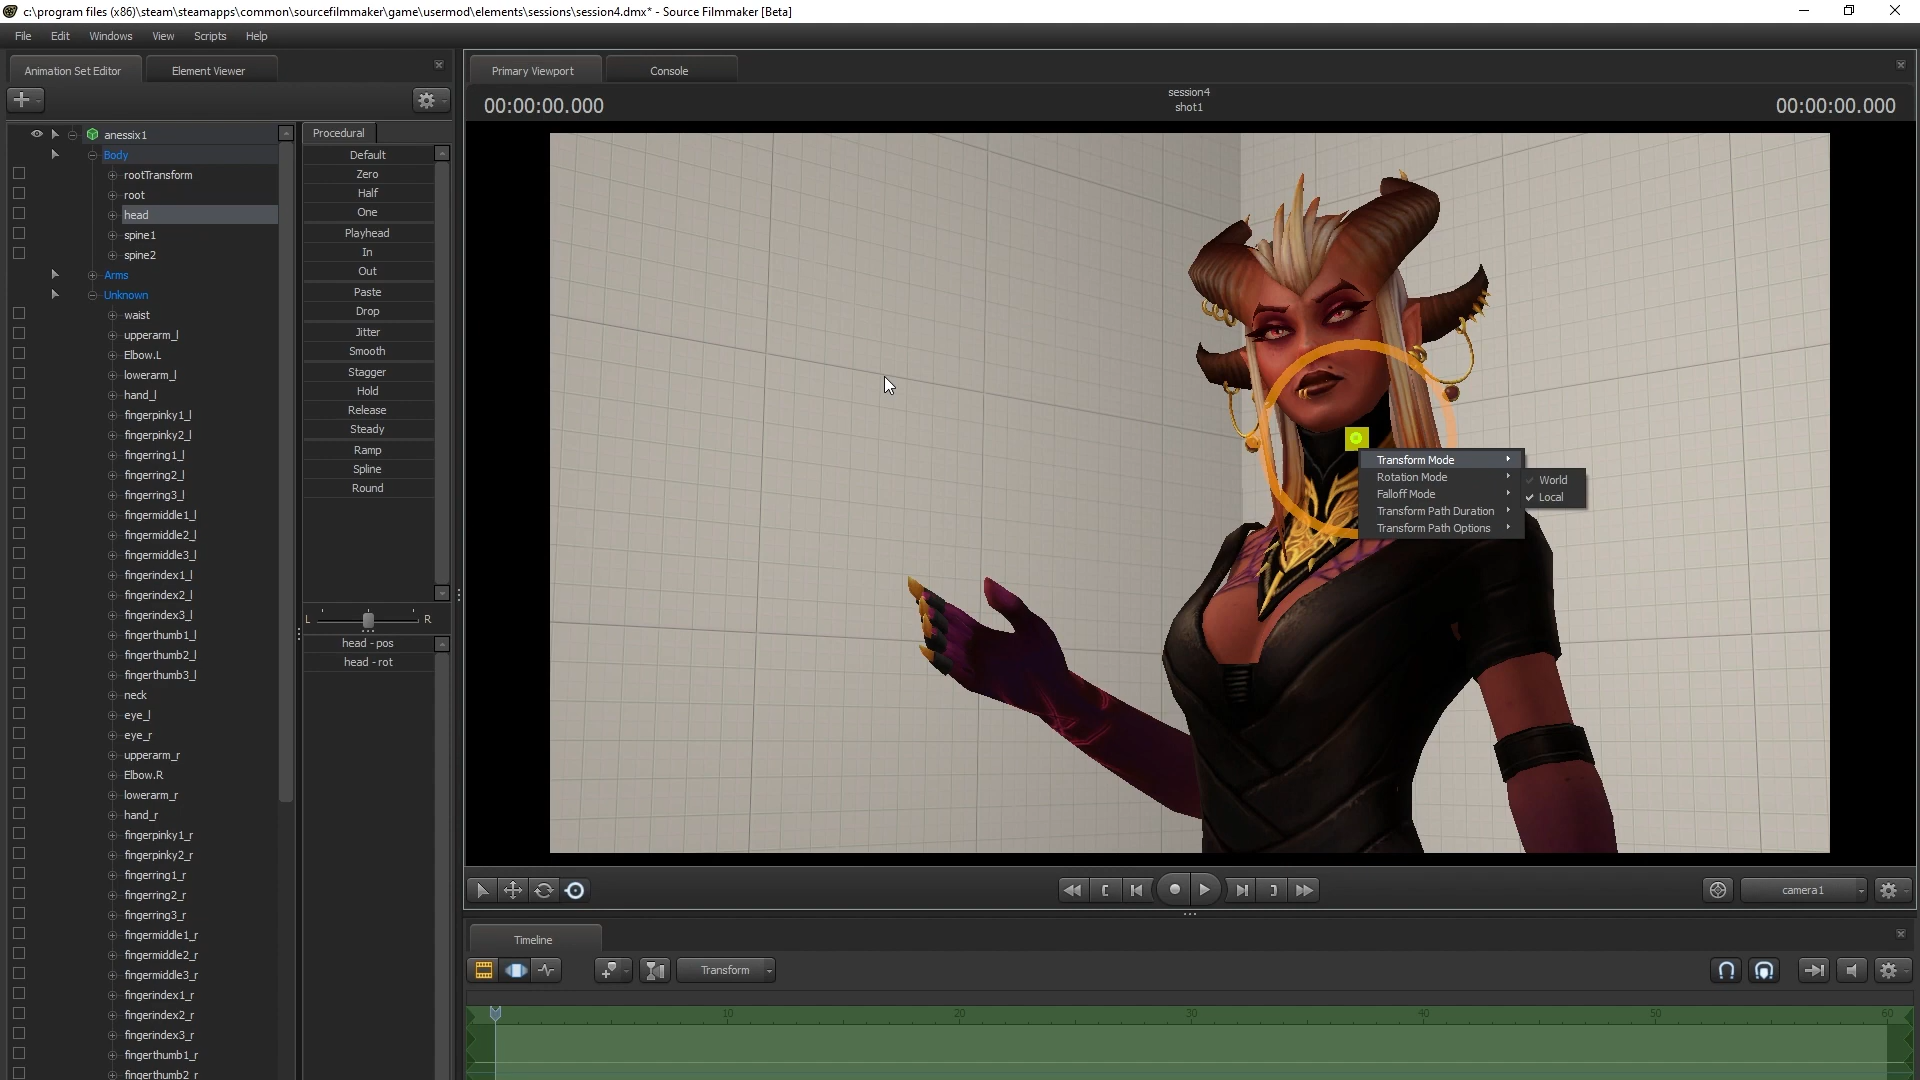 c:\program files (x86)\steam\steamapps\common\sourcefilmmaker\game\usermod\elements\sessions\session4.dmx* - Source Filmmaker [Beta]
File Edit Windows View Scripts Help
Animation Set Editor Element Viewer
anessix1
Body
rootTransform
root
head
spine1
spine2
Arms
Unknown
waist
upperarm_l
Elbow.L
lowerarm_l
hand_l
fingerpinky1_l
fingerpinky2_l
fingerring1_l
fingerring2_l
fingerring3_l
fingermiddle1_l
fingermiddle2_l
fingermiddle3_l
fingerindex1_l
fingerindex2_l
fingerindex3_l
fingerthumb1_l
fingerthumb2_l
fingerthumb3_l
neck
eye_l
eye_r
upperarm_r
Elbow.R
lowerarm_r
hand_r
fingerpinky1_r
fingerpinky2_r
fingerring1_r
fingerring2_r
fingerring3_r
fingermiddle1_r
fingermiddle2_r
fingermiddle3_r
fingerindex1_r
fingerindex2_r
fingerindex3_r
fingerthumb1_r
fingerthumb2_r
Procedural
Default
Zero
Half
One
Playhead
In
Out
Paste
Drop
Jitter
Smooth
Stagger
Hold
Release
Steady
Ramp
Spline
Round
L R
head - pos
head - rot
Primary Viewport Console
00:00:00.000
session4
shot1
00:00:00.000
Transform Mode
Rotation Mode
Falloff Mode
Transform Path Duration
Transform Path Options
World
Local
camera1
Timeline
Transform
10 20 30 40 50 60